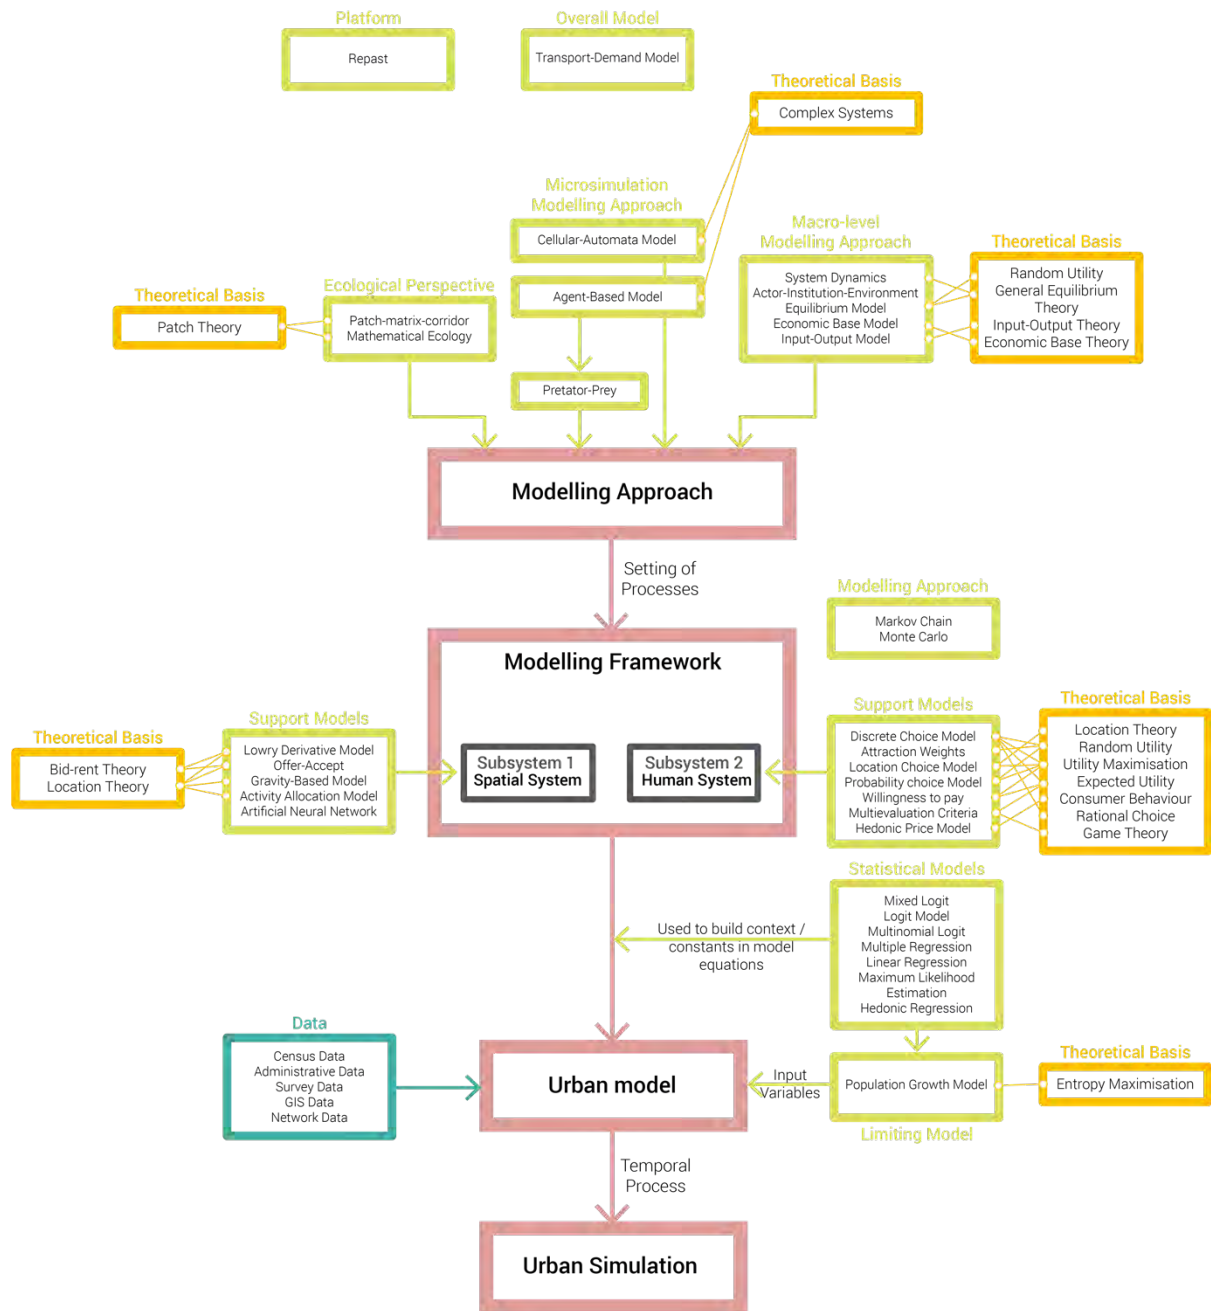 Platform
Repast
Overall Model
Transport-Demand Model
Theoretical Basis
Complex Systems
Microsimulation
Modelling Approach
Cellular-Automata Model
Agent-Based Model
Pretator-Prey
Macro-level
Modelling Approach
System Dynamics
Actor-Institution-Environment
Equilibrium Model
Economic Base Model
Input-Output Model
Theoretical Basis
Random Utility
General Equilibrium
Theory
Input-Output Theory
Economic Base Theory
Theoretical Basis
Patch Theory
Ecological Perspective
Patch-matrix-corridor
Mathematical Ecology
Modelling Approach
Setting of
Processes
Modelling Approach
Markov Chain
Monte Carlo
Modelling Framework
Subsystem 1
Spatial System
Subsystem 2
Human System
Theoretical Basis
Bid-rent Theory
Location Theory
Support Models
Lowry Derivative Model
Offer-Accept
Gravity-Based Model
Activity Allocation Model
Artificial Neural Network
Support Models
Discrete Choice Model
Attraction Weights
Location Choice Model
Probability choice Model
Willingness to pay
Multievaluation Criteria
Hedonic Price Model
Theoretical Basis
Location Theory
Random Utility
Utility Maximisation
Expected Utility
Consumer Behaviour
Rational Choice
Game Theory
Statistical Models
Mixed Logit
Logit Model
Multinomial Logit
Multiple Regression
Linear Regression
Maximum Likelihood
Estimation
Hedonic Regression
Used to build context /
constants in model
equations
Data
Census Data
Administrative Data
Survey Data
GIS Data
Network Data
Urban model
Input
Variables
Population Growth Model
Limiting Model
Theoretical Basis
Entropy Maximisation
Temporal
Process
Urban Simulation